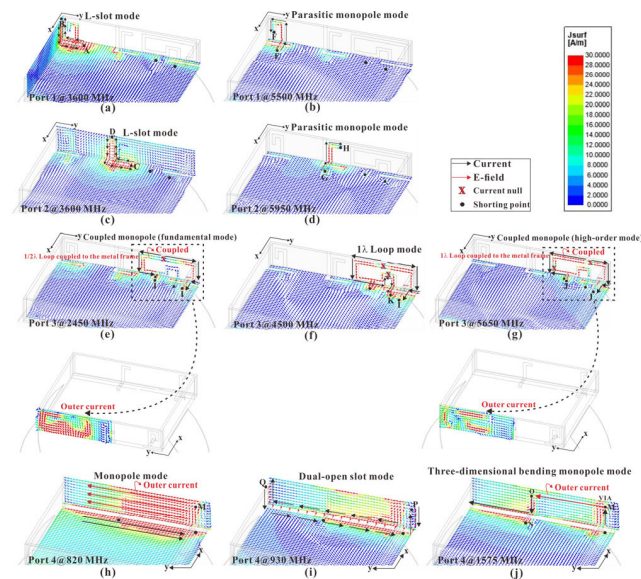 L-slot mode
y
x
A
Port 1@3600 MHz
(a)
Parasitic monopole mode
y
x
F
E
Port 1@5500 MHz
(b)
Jsurf
[A/m]
30.0000
28.0000
26.0000
24.0000
22.0000
20.0000
18.0000
16.0000
14.0000
12.0000
10.0000
8.0000
6.0000
4.0000
2.0000
0.0000
L-slot mode
y
x
D
C
Port 2@3600 MHz
(c)
Parasitic monopole mode
y
x
H
G
Port 2@5950 MHz
(d)
Current
E-field
X Current null
Shorting point
Coupled monopole (fundamental mode)
Coupled
1/2λ Loop coupled to the metal frame
y
x
Port 3@2450 MHz
(e)
1λ Loop mode
y
x
K
Port 3@4500 MHz
(f)
Coupled monopole (high-order mode)
Coupled
1λ Loop coupled to the metal frame
y
x
J
Port 3@5650 MHz
(g)
Outer current
y
x
Outer current
y
x
Monopole mode
Outer current
M
x
y
Port 4@820 MHz
(h)
Dual-open slot mode
Q
P
x
y
Port 4@930 MHz
(i)
Three-dimensional bending monopole mode
Outer current
VIA
M
O
x
y
Port 4@1575 MHz
(j)